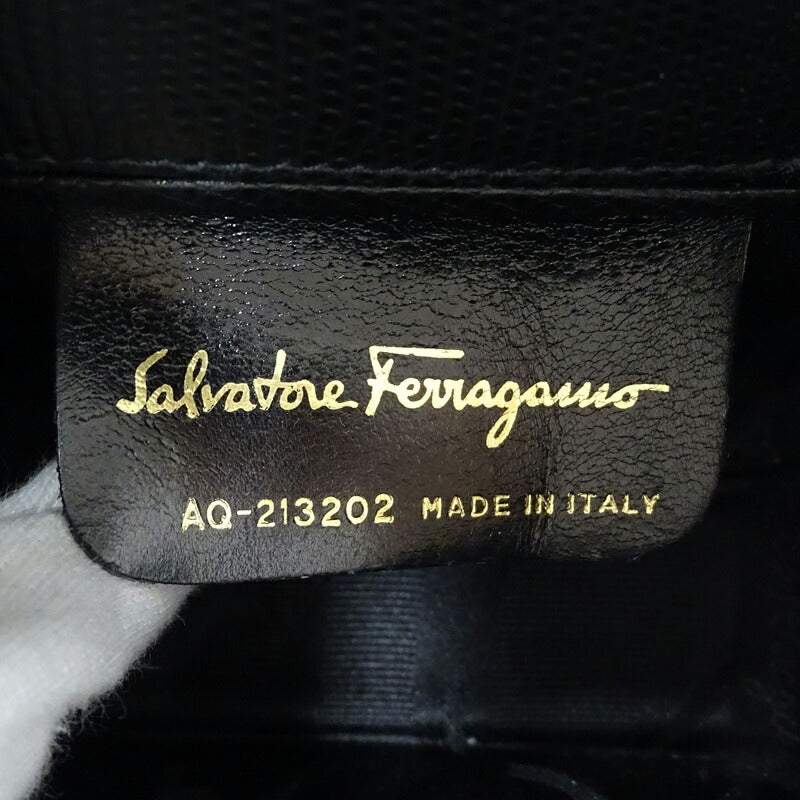 Salvatore Ferragamo
AQ-213202 MADE IN ITALY